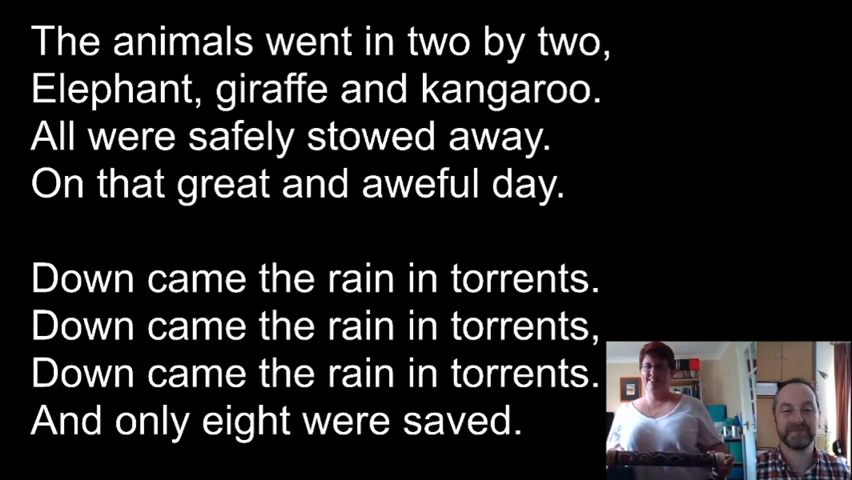 The animals went in two by two,
Elephant, giraffe and kangaroo.
All were safely stowed away.
On that great and aweful day.
Down came the rain in torrents.
Down came the rain in torrents,
Down came the rain in torrents.
And only eight were saved.